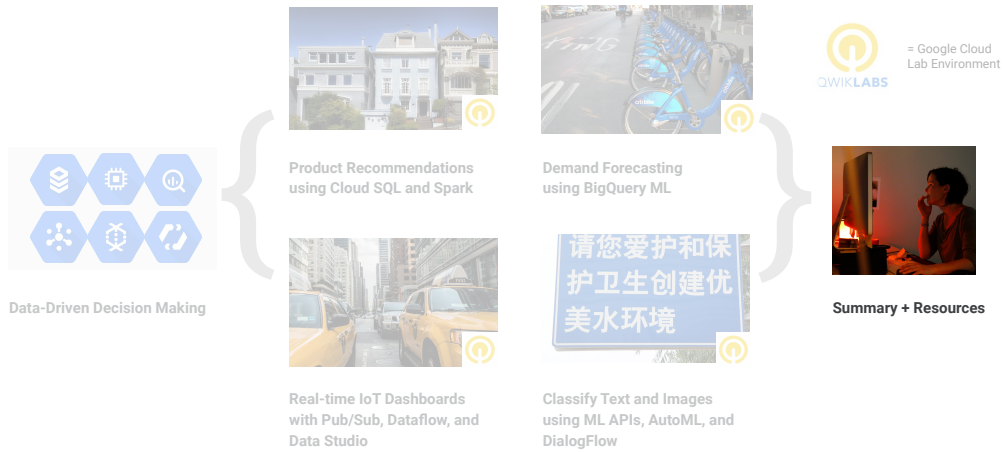 = Google Cloud
Lab Environment
QWIKLABS
Product Recommendations
using Cloud SQL and Spark
Demand Forecasting
using BigQuery ML
Data-Driven Decision Making
请您爱护和保
护卫生创建优
美水环境
Summary + Resources
Real-time IoT Dashboards
with Pub/Sub, Dataflow, and
Data Studio
Classify Text and Images
using ML APIs, AutoML, and
DialogFlow